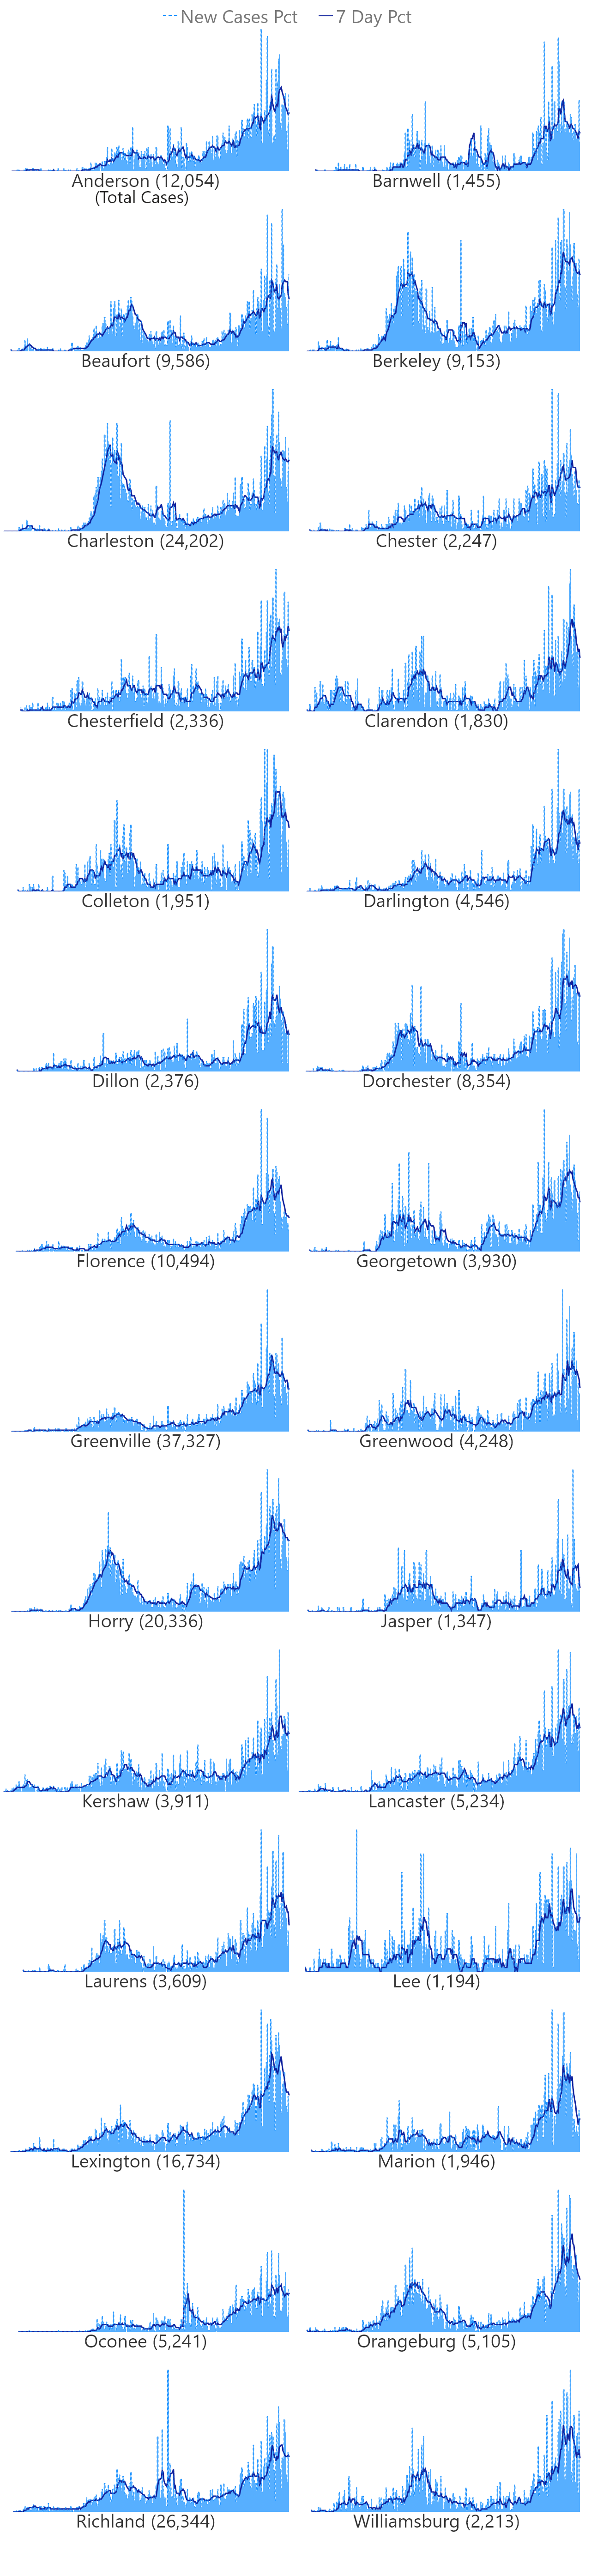 New Cases Pct 7 Day Pct
Anderson (12,054) Barnwell (1,455)
(Total Cases)
Beaufort (9,586) Berkeley (9,153)
Charleston (24,202) Chester (2,247)
Chesterfield (2,336) Clarendon (1,830)
Colleton (1,951) Darlington (4,546)
Dillon (2,376) Dorchester (8,354)
Florence (10,494) Georgetown (3,930)
Greenville (37,327) Greenwood (4,248)
Horry (20,336) Jasper (1,347)
Kershaw (3,911) Lancaster (5,234)
Laurens (3,609) Lee (1,194)
Lexington (16,734) Marion (1,946)
Oconee (5,241) Orangeburg (5,105)
Richland (26,344) Williamsburg (2,213)